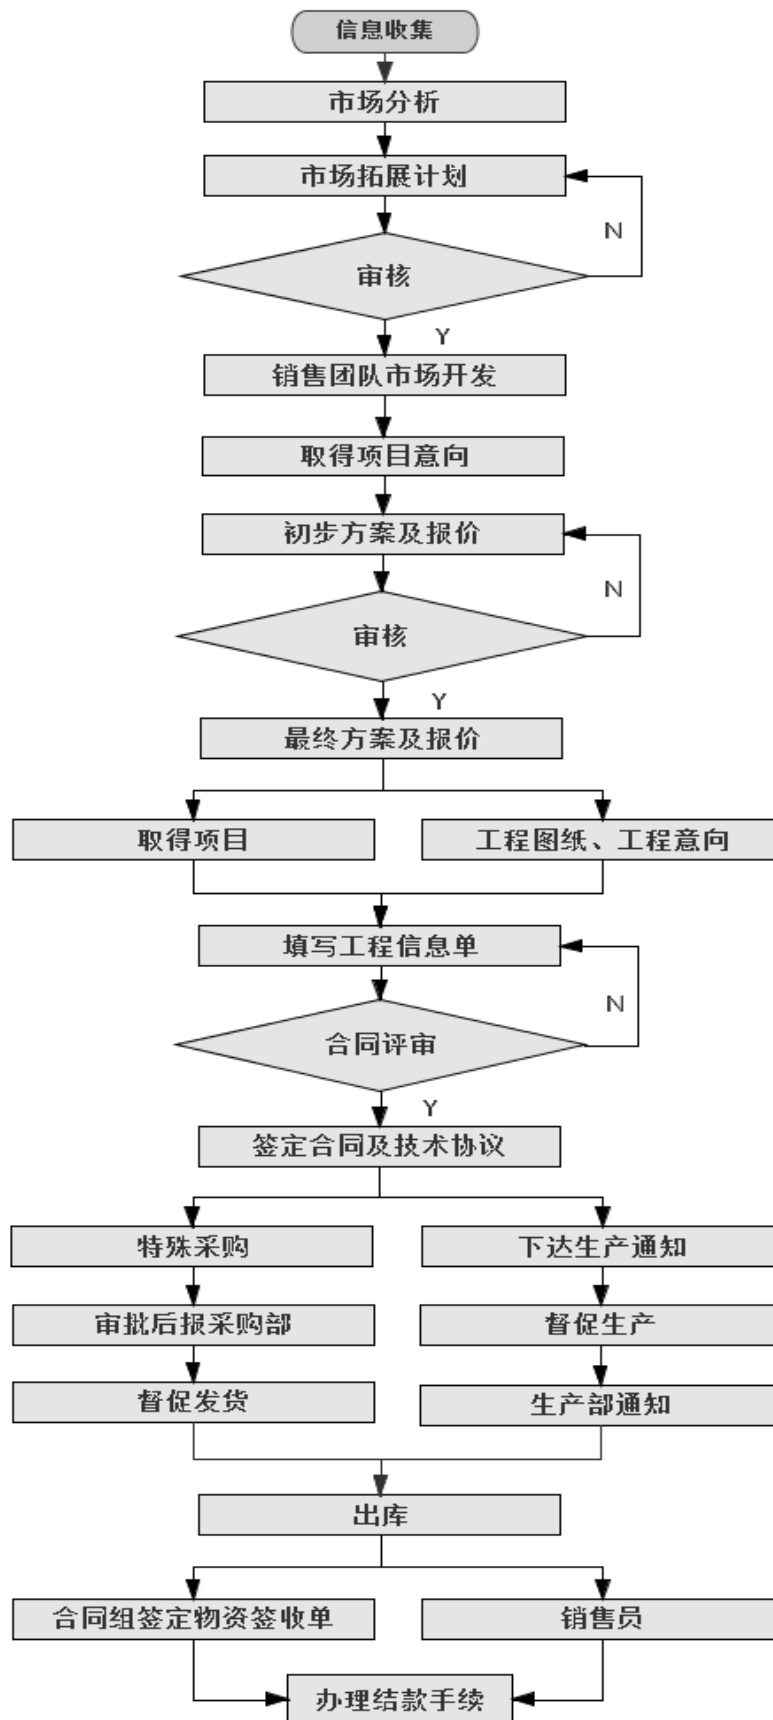 信息收集
市场分析
市场拓展计划
N
审核
Y
销售团队市场开发
取得项目意向
初步方案及报价
N
审核
Y
最终方案及报价
取得项目
工程图纸、工程意向
填写工程信息单
N
合同评审
Y
签定合同及技术协议
特殊采购
下达生产通知
审批后报采购部
督促生产
督促发货
生产部通知
出库
合同组签定物资签收单
销售员
办理结款手续